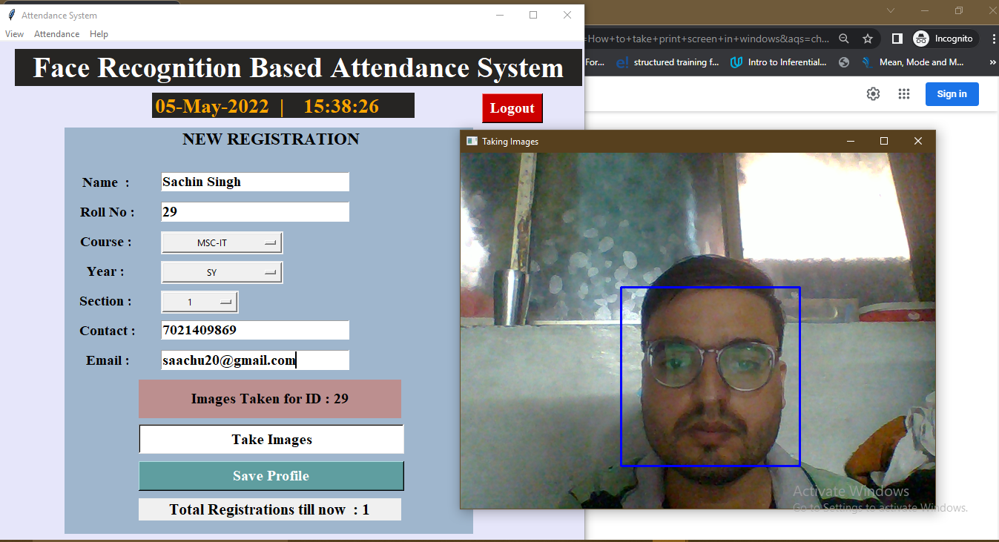 Attendance System
View Attendance Help
Face Recognition Based Attendance System
05-May-2022 | 15:38:26
Logout
NEW REGISTRATION
Name :
Sachin Singh
Roll No :
29
Course :
MSC-IT
Year :
SY
Section :
1
Contact :
7021409869
Email :
saachu20@gmail.com
Images Taken for ID : 29
Take Images
Save Profile
Total Registrations till now : 1
=How+to+take+print+screen+in+windows&aqs=ch...
Incognito
For... structured training f... Intro to Inferential... Mean, Mode and M... »
Sign in
Taking Images
Activate Windows
Go to Settings to activate Windows.